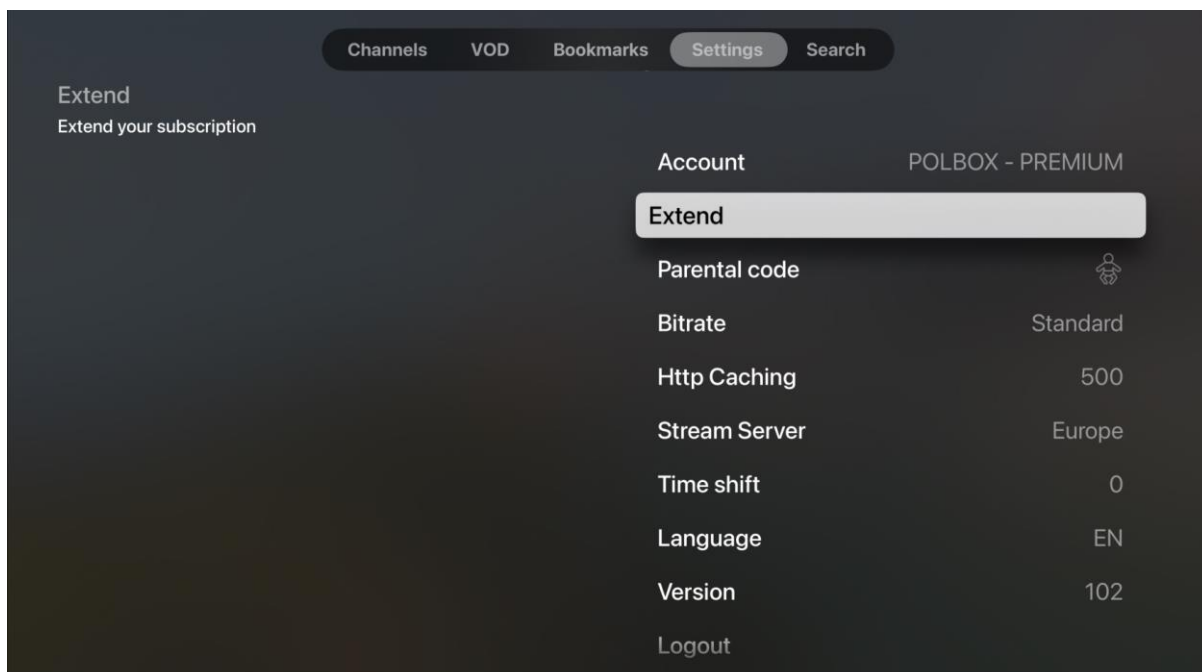 Channels VOD Bookmarks Settings Search
Extend
Extend your subscription
Account POLBOX - PREMIUM
Extend
Parental code
Bitrate Standard
Http Caching 500
Stream Server Europe
Time shift 0
Language EN
Version 102
Logout